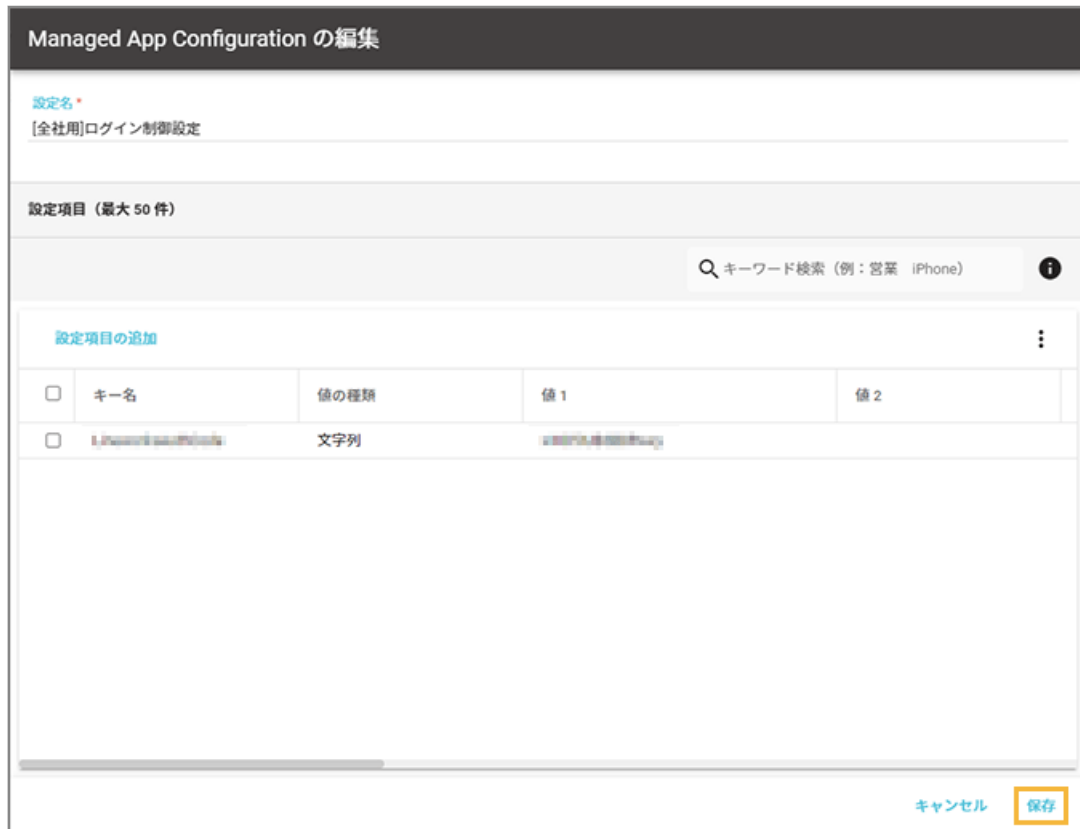 Managed App Configuration の編集
設定名 *
[全社用]ログイン制御設定
設定項目（最大 50 件）
キーワード検索（例：営業　iPhone）
設定項目の追加
キー名 値の種類 値 1 値 2
文字列
キャンセル 保存